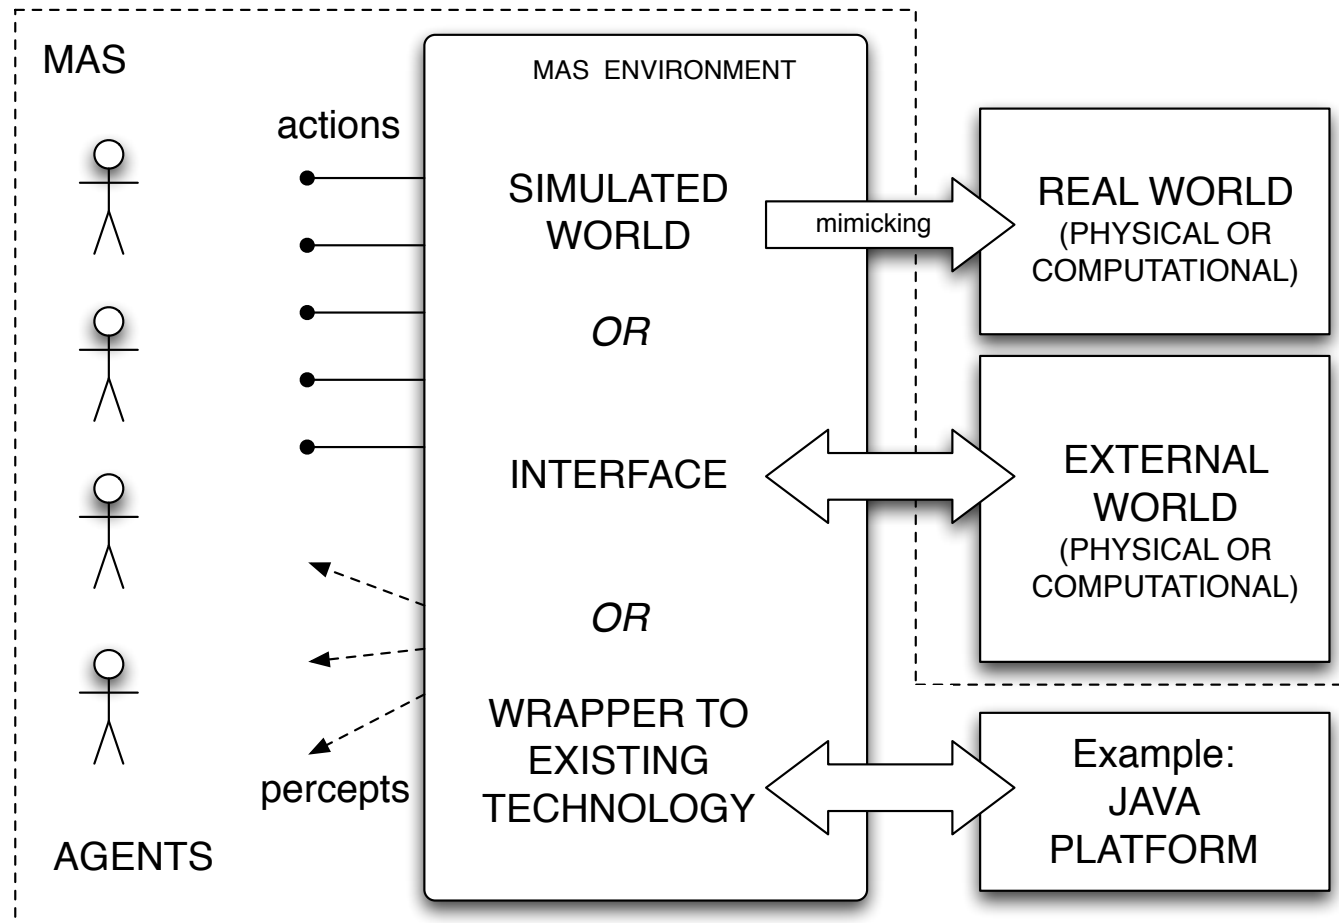 MAS
actions
percepts
AGENTS
MAS ENVIRONMENT
SIMULATED
WORLD
OR
INTERFACE
OR
WRAPPER TO
EXISTING
TECHNOLOGY
mimicking
REAL WORLD
(PHYSICAL OR
COMPUTATIONAL)
EXTERNAL
WORLD
(PHYSICAL OR
COMPUTATIONAL)
Example:
JAVA
PLATFORM